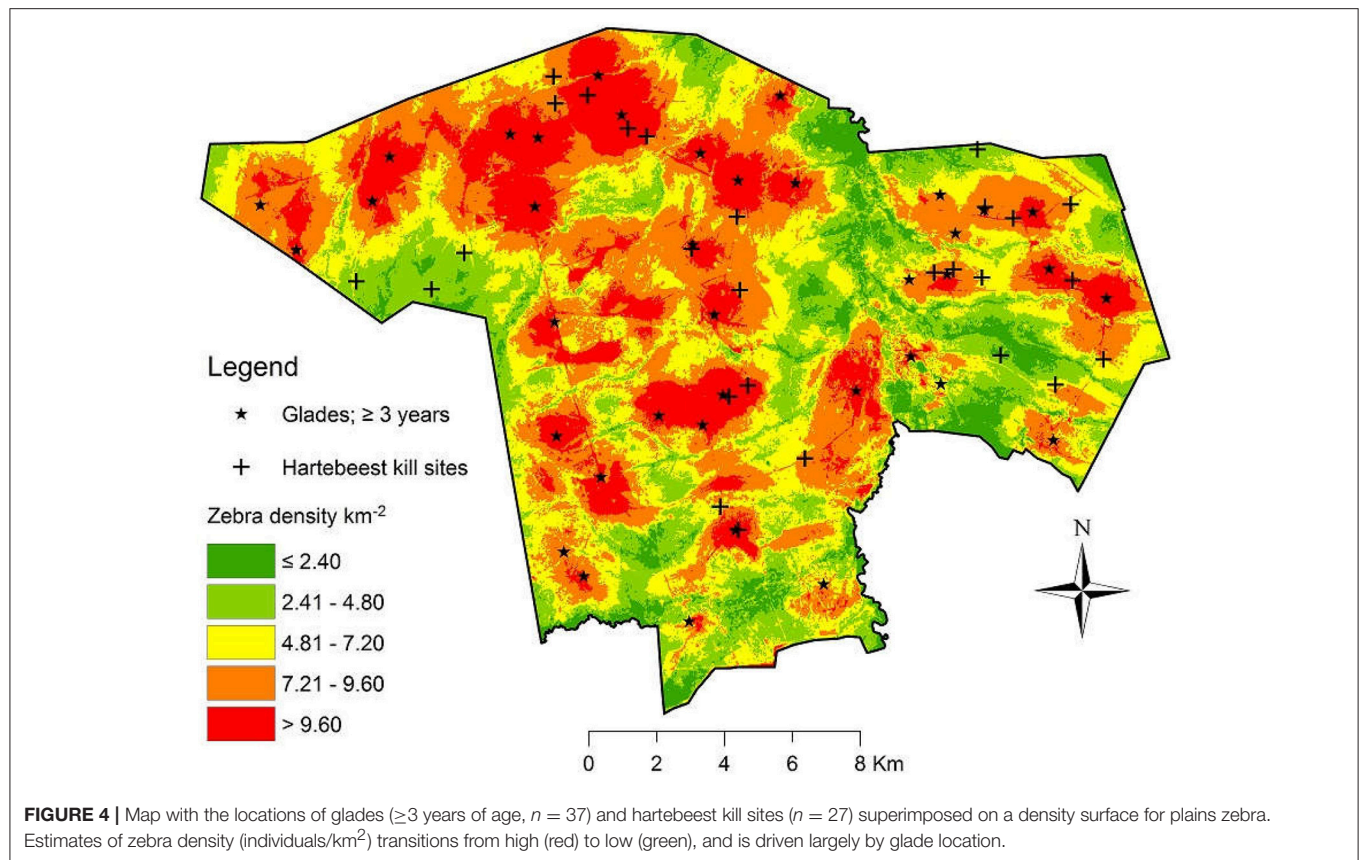 Legend
Glades; ≥ 3 years
Hartebeest kill sites
Zebra density km-2
≤ 2.40
2.41 - 4.80
4.81 - 7.20
7.21 - 9.60
> 9.60
N
0 2 4 6 8 Km
FIGURE 4 | Map with the locations of glades (≥3 years of age, n = 37) and hartebeest kill sites (n = 27) superimposed on a density surface for plains zebra.
Estimates of zebra density (individuals/km2) transitions from high (red) to low (green), and is driven largely by glade location.